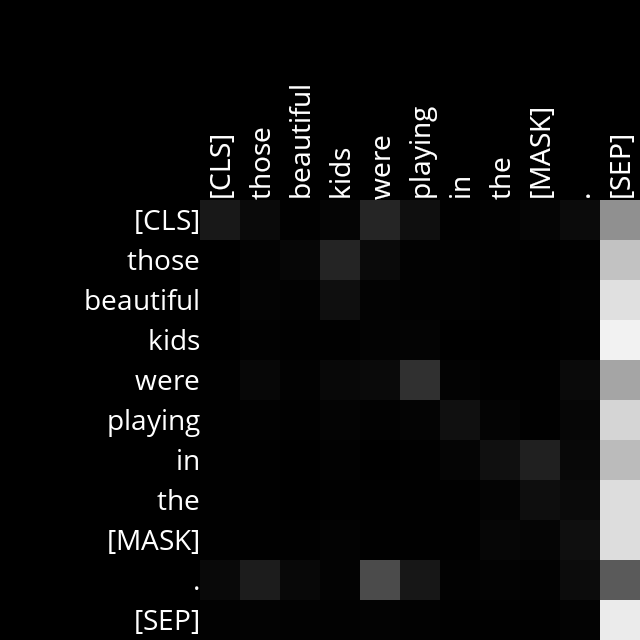 [CLS] those beautiful kids were playing in the [MASK] . [SEP]
[CLS]
those
beautiful
kids
were
playing
in
the
[MASK]
.
[SEP]